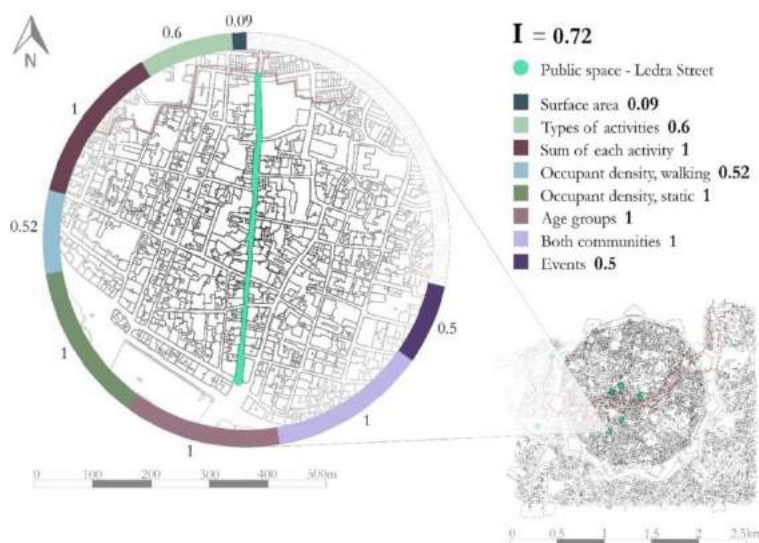 0.09
0.6
1
0.52
1
1
1
0.5
N
0 100 200 300 400 500m
I = 0.72
Public space - Ledra Street
Surface area 0.09
Types of activities 0.6
Sum of each activity 1
Occupant density, walking 0.52
Occupant density, static 1
Age groups 1
Both communities 1
Events 0.5
0 0.5 1 1.5 2 2.5km